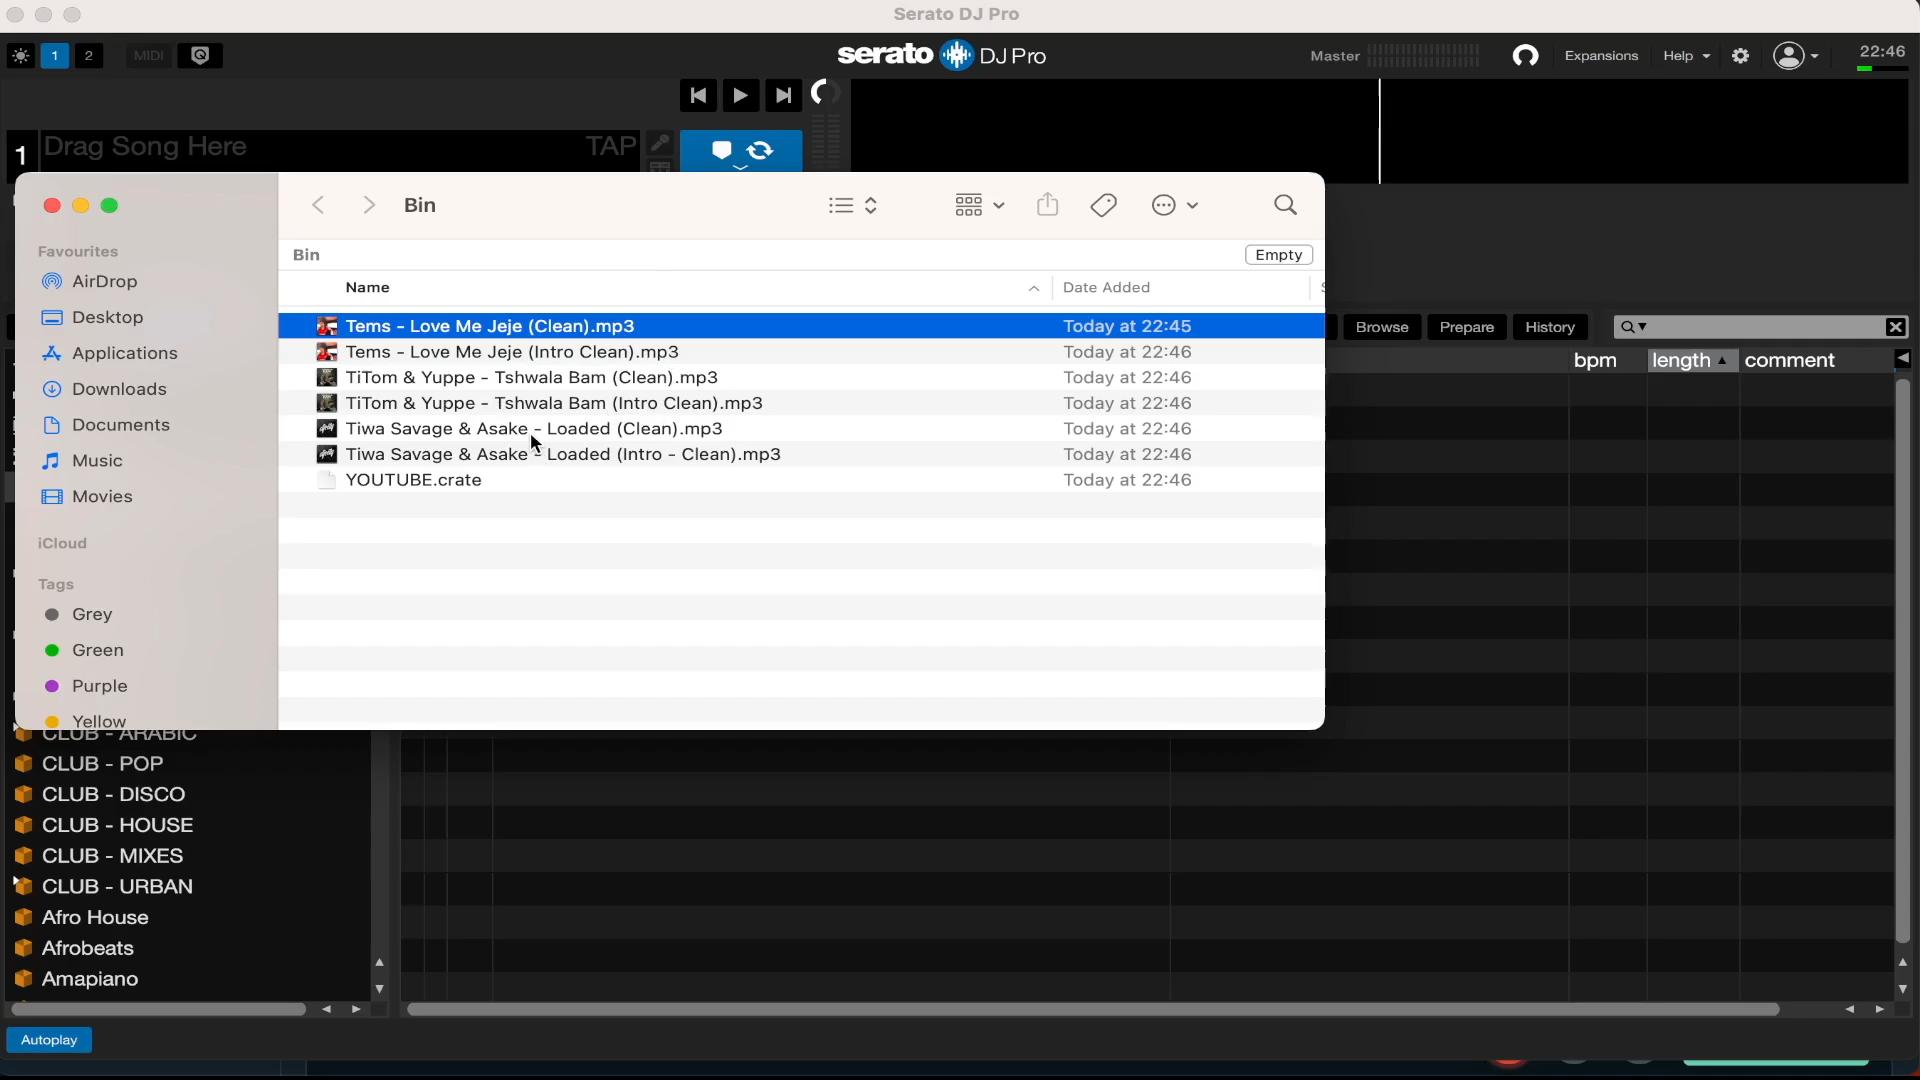 Serato DJ Pro
1
2
MIDI
serato DJ Pro
Master
Expansions
Help
22:46
1
Drag Song Here
TAP
Bin
Favourites
AirDrop
Desktop
Applications
Downloads
Documents
Music
Movies
iCloud
Tags
Grey
Green
Purple
Yellow
Bin
Empty
Name
Date Added
Tems - Love Me Jeje (Clean).mp3 Today at 22:45
Tems - Love Me Jeje (Intro Clean).mp3 Today at 22:46
TiTom & Yuppe - Tshwala Bam (Clean).mp3 Today at 22:46
TiTom & Yuppe - Tshwala Bam (Intro Clean).mp3 Today at 22:46
Tiwa Savage & Asake - Loaded (Clean).mp3 Today at 22:46
Tiwa Savage & Asake - Loaded (Intro - Clean).mp3 Today at 22:46
YOUTUBE.crate Today at 22:46
Browse
Prepare
History
bpm
length
comment
CLUB - ARABIC
CLUB - POP
CLUB - DISCO
CLUB - HOUSE
CLUB - MIXES
CLUB - URBAN
Afro House
Afrobeats
Amapiano
Autoplay